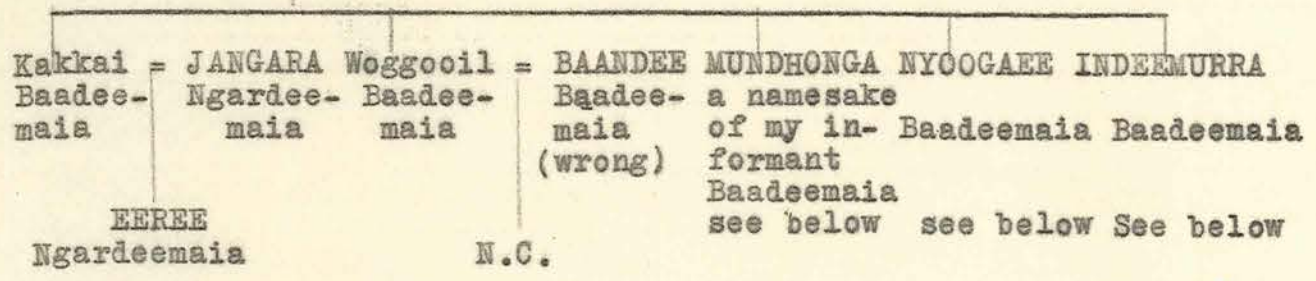 Kakkai = JANGARA Woggooil = BAANDEE MUNDHONGA NYOOGAEE INDEEMURRA
Baadee- Ngardee- Baadee- Baadee- a namesake
maia maia maia maia of my in- Baadeemaia Baadeemaia
(wrong) formant
Baadeemaia
EEREE see below see below See below
Ngardeemaia N.C.